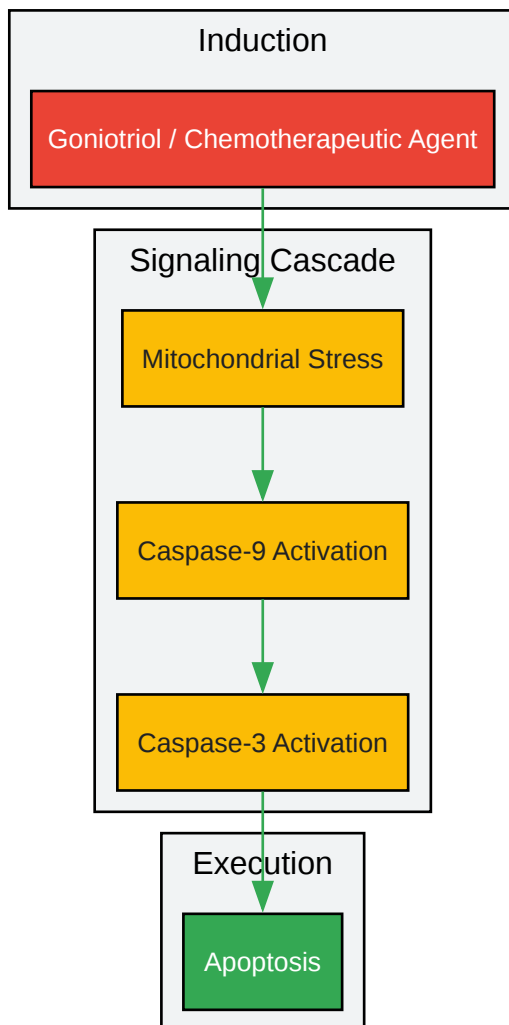 Induction
Goniotriol / Chemotherapeutic Agent
Signaling Cascade
Mitochondrial Stress
Caspase-9 Activation
Caspase-3 Activation
Execution
Apoptosis